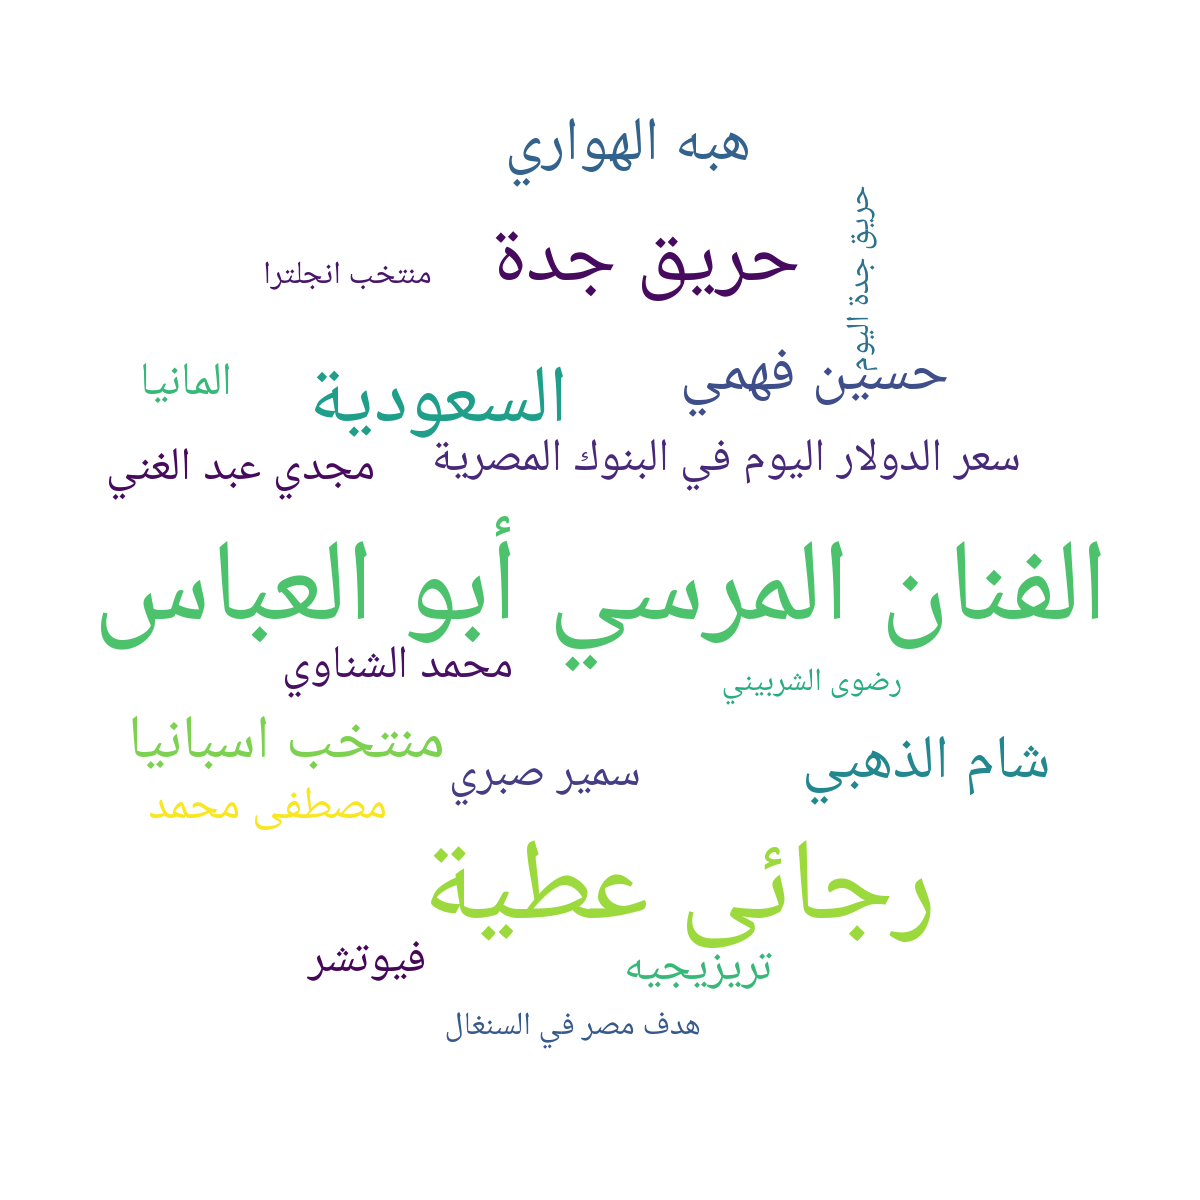 هبه الهواري
حريق جدة
حريق جدة اليوم
منتخب انجلترا
حسين فهمي
السعودية
المانيا
سعر الدولار اليوم في البنوك المصرية
مجدي عبد الغني
الفنان المرسي أبو العباس
محمد الشناوي
رضوى الشربيني
منتخب اسبانيا
شام الذهبي
سمير صبري
مصطفى محمد
رجائى عطية
فيوتشر
تريزيجيه
هدف مصر في السنغال